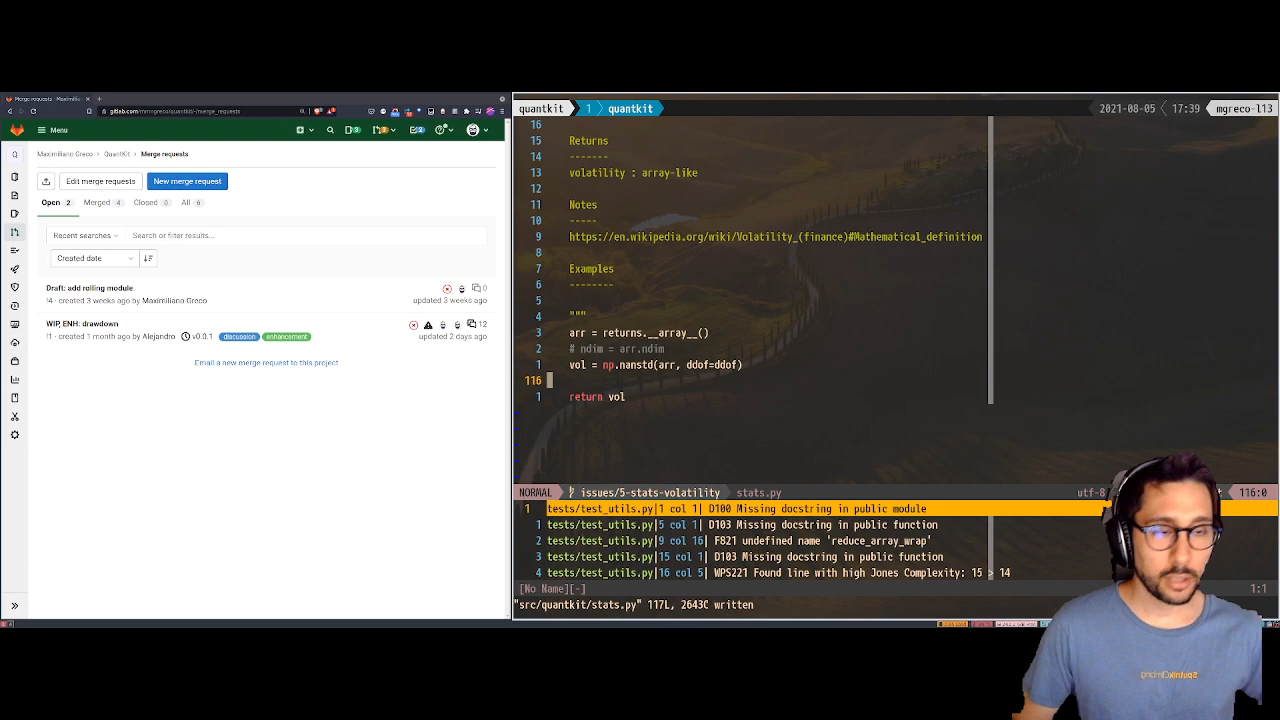 Merge requests · Maximilia
gitlab.com/mmngreco/quantkit/-/merge_requests
Menu
Maximiliano Greco > QuantKit > Merge requests
Edit merge requests
New merge request
Open 2
Merged 4
Closed 0
All 6
Recent searches
Search or filter results...
Created date
Draft: add rolling module
0
!4 · created 3 weeks ago by Maximiliano Greco
updated 3 weeks ago
WIP, ENH: drawdown
12
!1 · created 1 month ago by Alejandro
v0.0.1
discussion
enhancement
updated 2 days ago
Email a new merge request to this project
quantkit
1
quantkit
2021-08-05
17:39
mgreco-l13
16
15 Returns
14 -------
13 volatility : array-like
12
11 Notes
10 -----
9 https://en.wikipedia.org/wiki/Volatility_(finance)#Mathematical_definition
8
7 Examples
6 --------
5
4 """
3 arr = returns.__array__()
2 # ndim = arr.ndim
1 vol = np.nanstd(arr, ddof=ddof)
116
1 return vol
NORMAL
issues/5-stats-volatility
stats.py
utf-8
116:0
1 tests/test_utils.py|1 col 1| D100 Missing docstring in public module
1 tests/test_utils.py|5 col 1| D103 Missing docstring in public function
2 tests/test_utils.py|9 col 16| F821 undefined name 'reduce_array_wrap'
3 tests/test_utils.py|15 col 1| D103 Missing docstring in public function
4 tests/test_utils.py|16 col 5| WPS221 Found line with high Jones Complexity: 15 > 14
[No Name][-]
1:1
"src/quantkit/stats.py" 117L, 2643C written